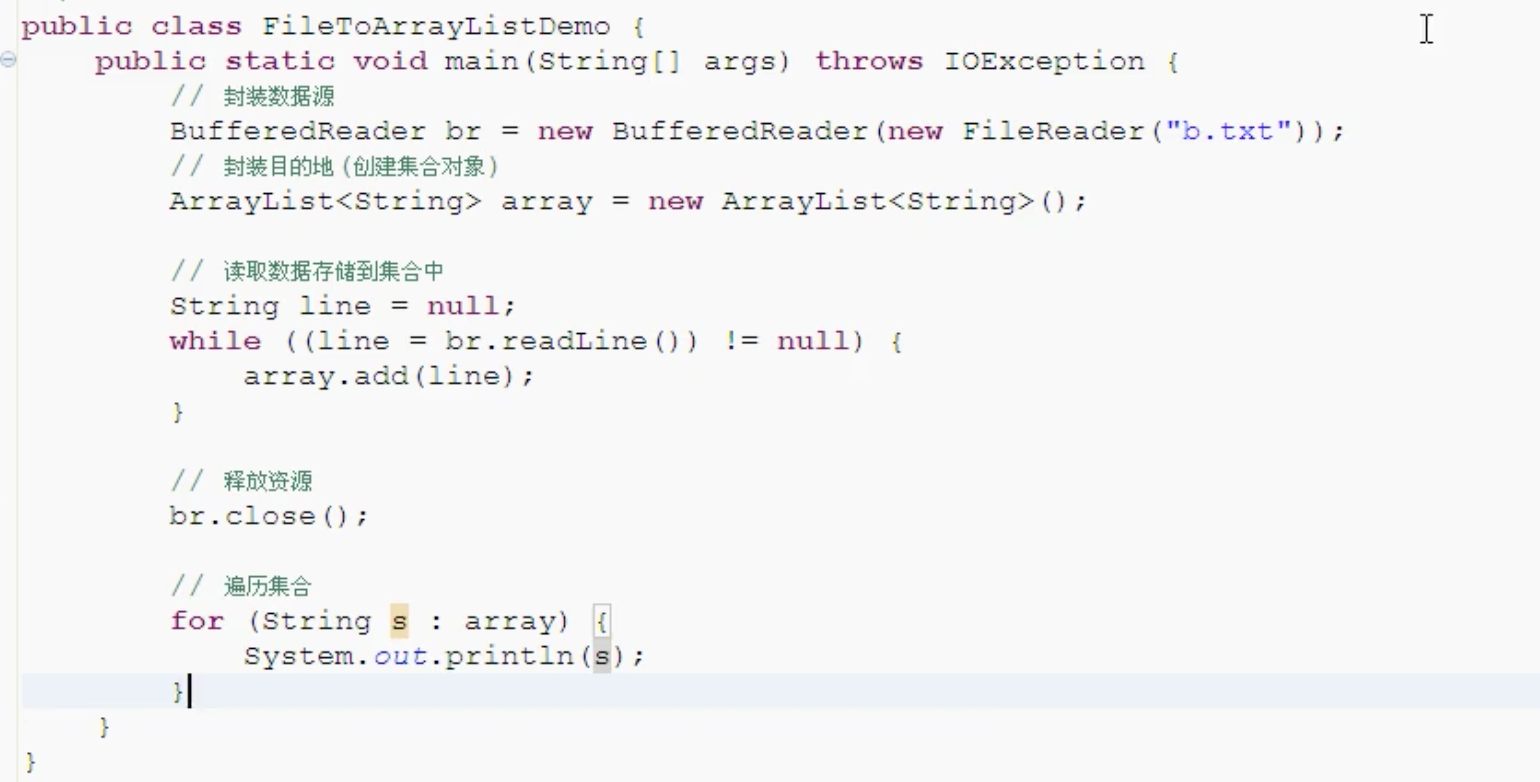 public class FileToArrayListDemo {
public static void main(String[] args) throws IOException {
// 封装数据源
BufferedReader br = new BufferedReader(new FileReader("b.txt"));
// 封装目的地(创建集合对象)
ArrayList<String> array = new ArrayList<String>();
// 读取数据存储到集合中
String line = null;
while ((line = br.readLine()) != null) {
array.add(line);
}
// 释放资源
br.close();
// 遍历集合
for (String s : array) {
System.out.println(s);
}
}
}